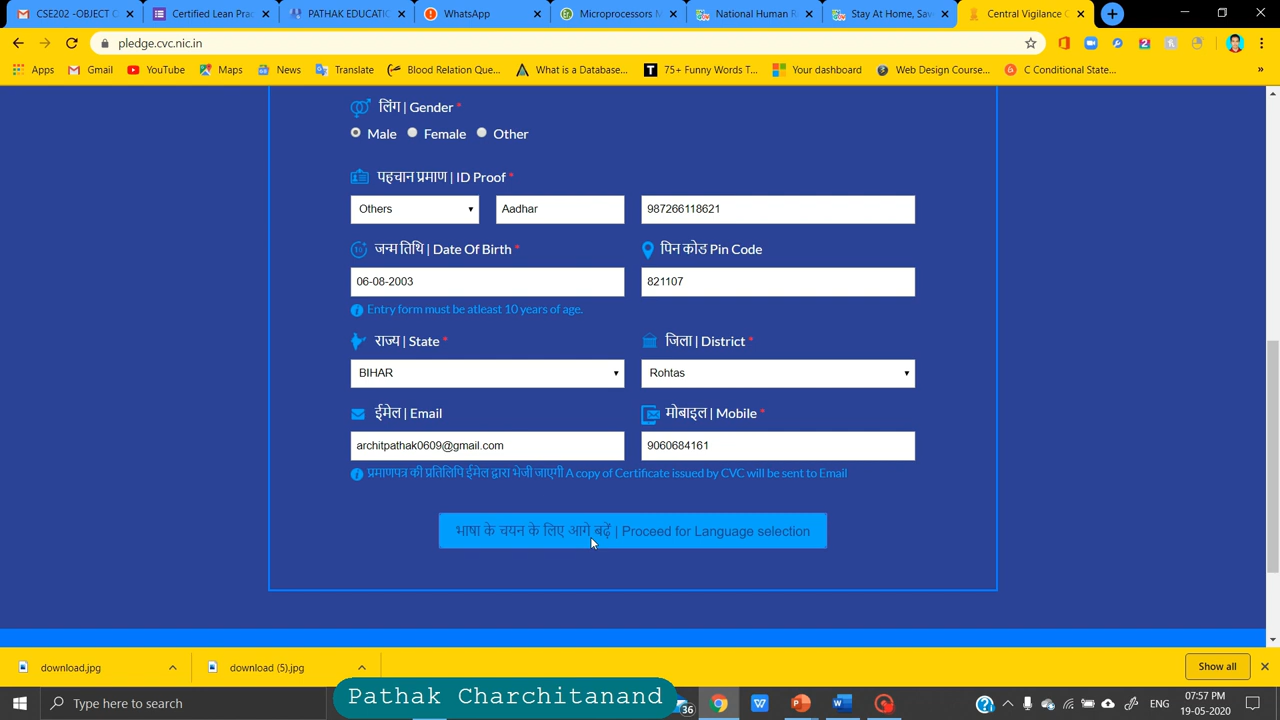 CSE202 -OBJECT C
Certified Lean Prac
PATHAK EDUCATIC
WhatsApp
Microprocessors M
National Human R
Stay At Home, Sav
Central Vigilance C
pledge.cvc.nic.in
Apps
Gmail
YouTube
Maps
News
Translate
Blood Relation Que...
What is a Database...
75+ Funny Words T...
Your dashboard
Web Design Course...
C Conditional State...
»
लिंग | Gender *
Male
Female
Other
पहचान प्रमाण | ID Proof *
Others
Aadhar
987266118621
जन्म तिथि | Date Of Birth *
पिन कोड Pin Code
06-08-2003
821107
Entry form must be atleast 10 years of age.
राज्य | State *
जिला | District *
BIHAR
Rohtas
ईमेल | Email
मोबाइल | Mobile *
architpathak0609@gmail.com
9060684161
प्रमाणपत्र की प्रतिलिपि ईमेल द्वारा भेजी जाएगी A copy of Certificate issued by CVC will be sent to Email
भाषा के चयन के लिए आगे बढ़ें | Proceed for Language selection
download.jpg
download (5).jpg
Show all
Pathak Charchitanand
Type here to search
36
ENG
07:57 PM
19-05-2020